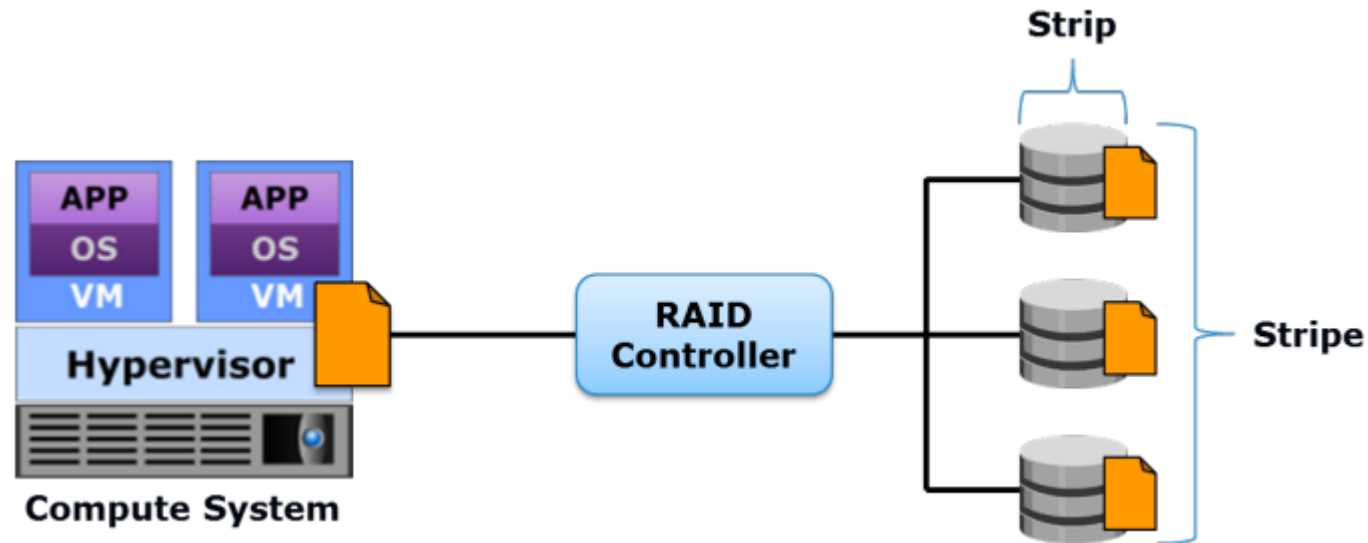 Strip
APP
OS
VM
APP
OS
VM
Hypervisor
Compute System
RAID
Controller
Stripe